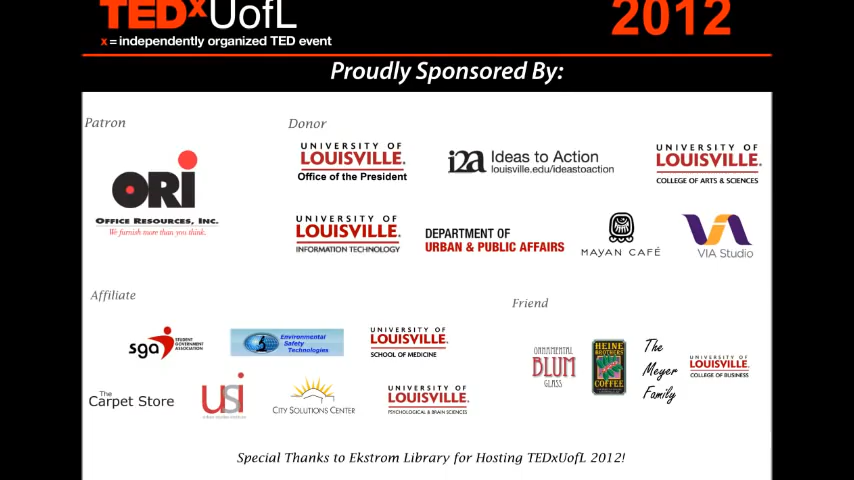 TEDxUofL
x = independently organized TED event
2012
Proudly Sponsored By:
Patron
ORI
OFFICE RESOURCES, INC.
We furnish more than you think.
Donor
UNIVERSITY OF
LOUISVILLE.
Office of the President
i2a Ideas to Action
louisville.edu/ideastoaction
UNIVERSITY OF
LOUISVILLE.
COLLEGE OF ARTS & SCIENCES
UNIVERSITY OF
LOUISVILLE.
INFORMATION TECHNOLOGY
DEPARTMENT OF
URBAN & PUBLIC AFFAIRS
MAYAN CAFÉ
VIA Studio
Affiliate
sga STUDENT
GOVERNMENT
ASSOCIATION
Environmental
Safety
Technologies
UNIVERSITY OF
LOUISVILLE.
SCHOOL OF MEDICINE
The
Carpet Store
usi
CITY SOLUTIONS CENTER
UNIVERSITY OF
LOUISVILLE.
PSYCHOLOGICAL & BRAIN SCIENCES
Friend
ORNAMENTAL
BLUM
GLASS
HEINE
BROTHERS
COFFEE
The
Meyer
Family
UNIVERSITY OF
LOUISVILLE.
COLLEGE OF BUSINESS
Special Thanks to Ekstrom Library for Hosting TEDxUofL 2012!